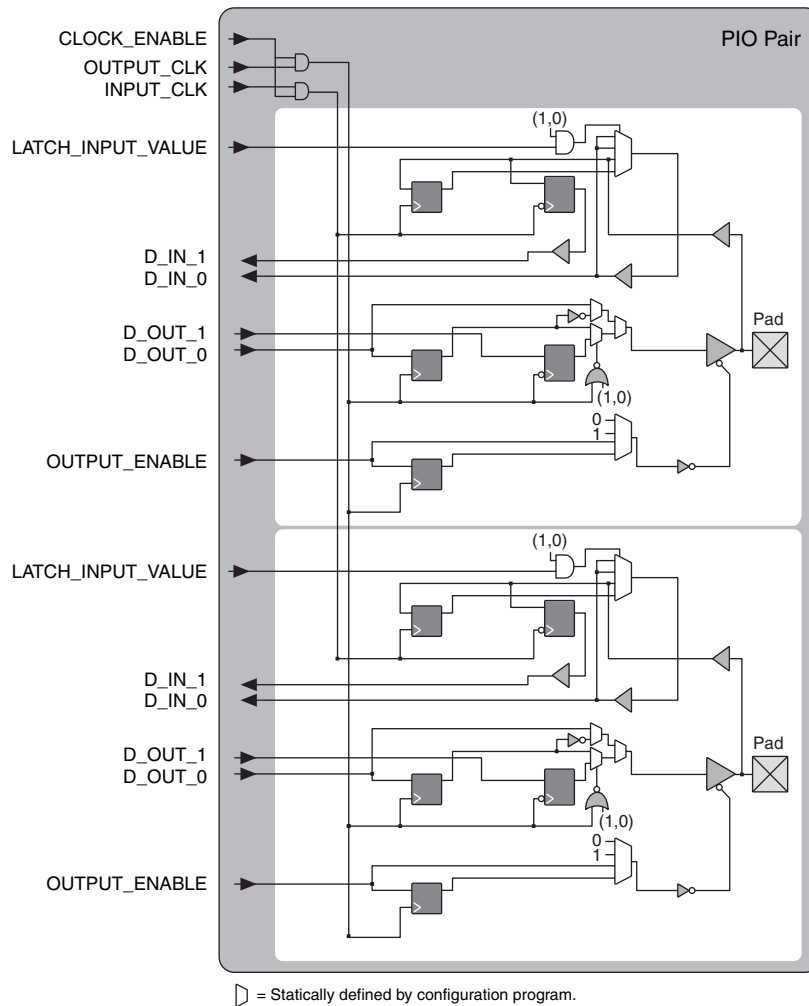 PIO Pair
CLOCK_ENABLE
OUTPUT_CLK
INPUT_CLK
(1,0)
LATCH_INPUT_VALUE
D_IN_1
D_IN_0
D_OUT_1
D_OUT_0
Pad
(1,0)
0
1
OUTPUT_ENABLE
(1,0)
LATCH_INPUT_VALUE
D_IN_1
D_IN_0
D_OUT_1
D_OUT_0
Pad
(1,0)
0
1
OUTPUT_ENABLE
= Statically defined by configuration program.